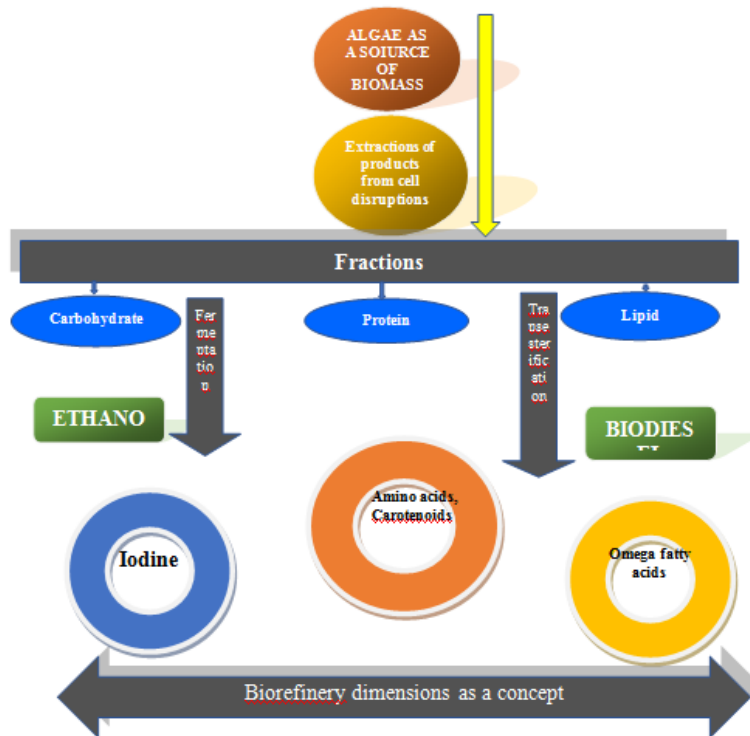 ALGAE AS
A SOIURCE
OF
BIOMASS
Extractions of
products
from cell
disruptions
Fractions
Carbohydrate
Fer
me
nta
tio
n
Protein
Tra
nse
ster
ific
ati
on
Lipid
ETHANO
BIODIES
Iodine
Amino acids,
Carotenoids
Omega fatty
acids
Biorefinery dimensions as a concept